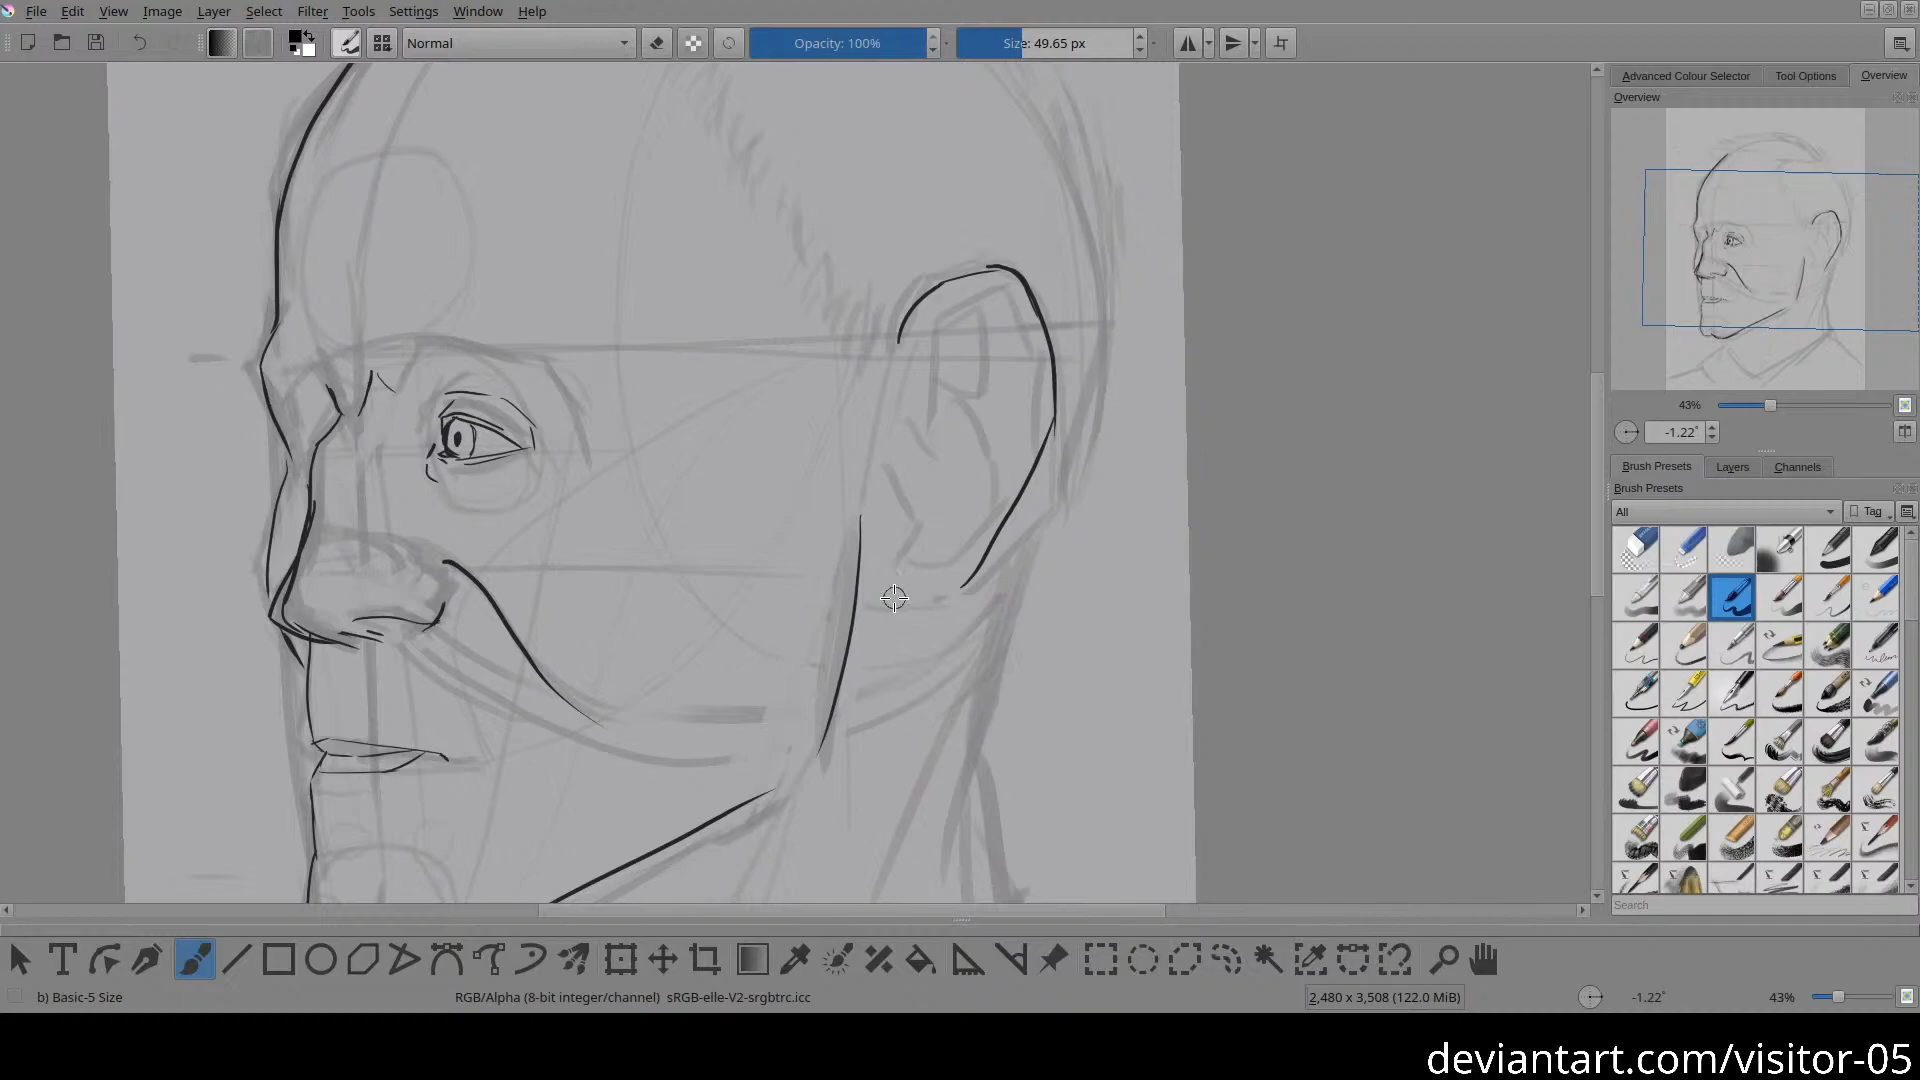 File Edit View Image Layer Select Filter Tools Settings Window Help
Normal
Opacity: 100%
Size: 49.65 px
Advanced Colour Selector Tool Options Overview
Overview
43%
-1.22°
Brush Presets Layers Channels
Brush Presets
All Tag
Search
b) Basic-5 Size RGB/Alpha (8-bit integer/channel) sRGB-elle-V2-srgbtrc.icc 2,480 x 3,508 (122.0 MiB) -1.22° 43%
deviantart.com/visitor-05